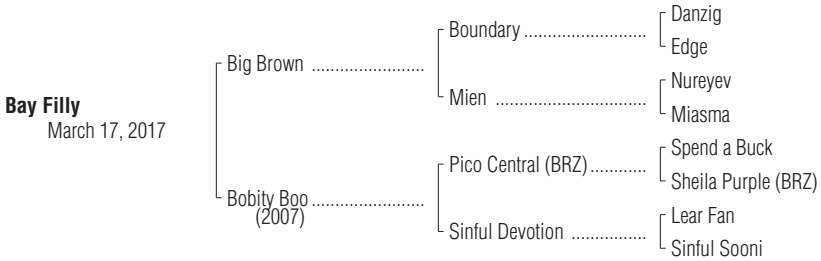 Danzig
Boundary ............................
Edge
Big Brown ..........................
Nureyev
Mien ...................................
Miasma
Bay Filly
March 17, 2017
Spend a Buck
Pico Central (BRZ).............
Sheila Purple (BRZ)
Bobity Boo ..........................
(2007)
Lear Fan
Sinful Devotion .................
Sinful Sooni